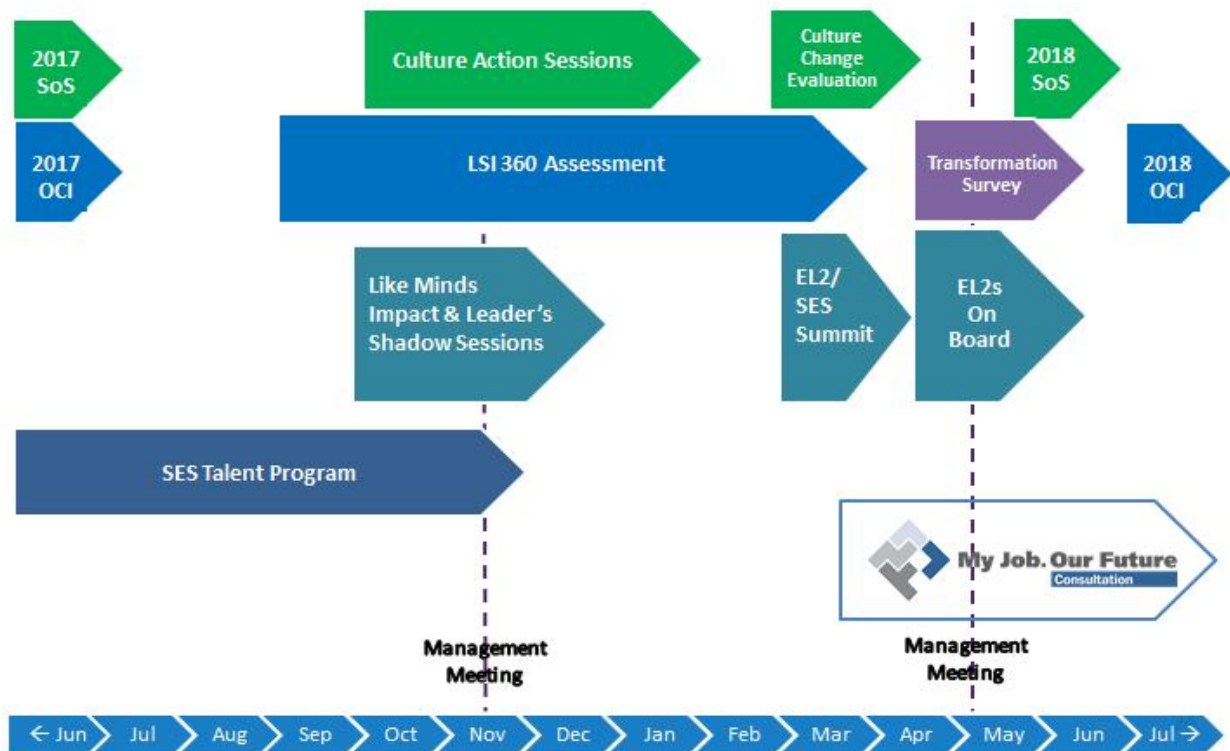 2017
SoS
Culture Action Sessions
Culture
Change
Evaluation
2018
SoS
2017
OCI
LSI 360 Assessment
Transformation
Survey
2018
OCI
Like Minds
Impact & Leader's
Shadow Sessions
EL2/
SES
Summit
EL2s
On
Board
SES Talent Program
My Job. Our Future
Consultation
Management
Meeting
Management
Meeting
← Jun
Jul
Aug
Sep
Oct
Nov
Dec
Jan
Feb
Mar
Apr
May
Jun
Jul →